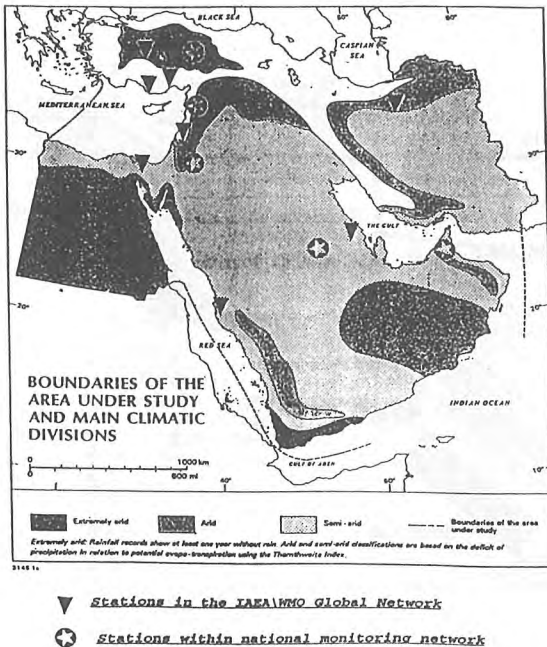 BLACK SEA
CASPIAN
SEA
MEDITERRANEAN SEA
THE GULF
RED SEA
INDIAN OCEAN
GULF OF ADEN
BOUNDARIES OF THE
AREA UNDER STUDY
AND MAIN CLIMATIC
DIVISIONS
0 1000 km
0 600 ml
40°
10°
Extremely arid
Arid
Semi-arid
Boundaries of the area
under study
Extremely arid: Rainfall records show at least one year without rain. Arid and semi-arid classifications are based on the deficit of
precipitation in relation to potential evapo-transpiration using the Thornthwaite Index.
Stations in the IAEA\WMO Global Network
Stations within national monitoring network